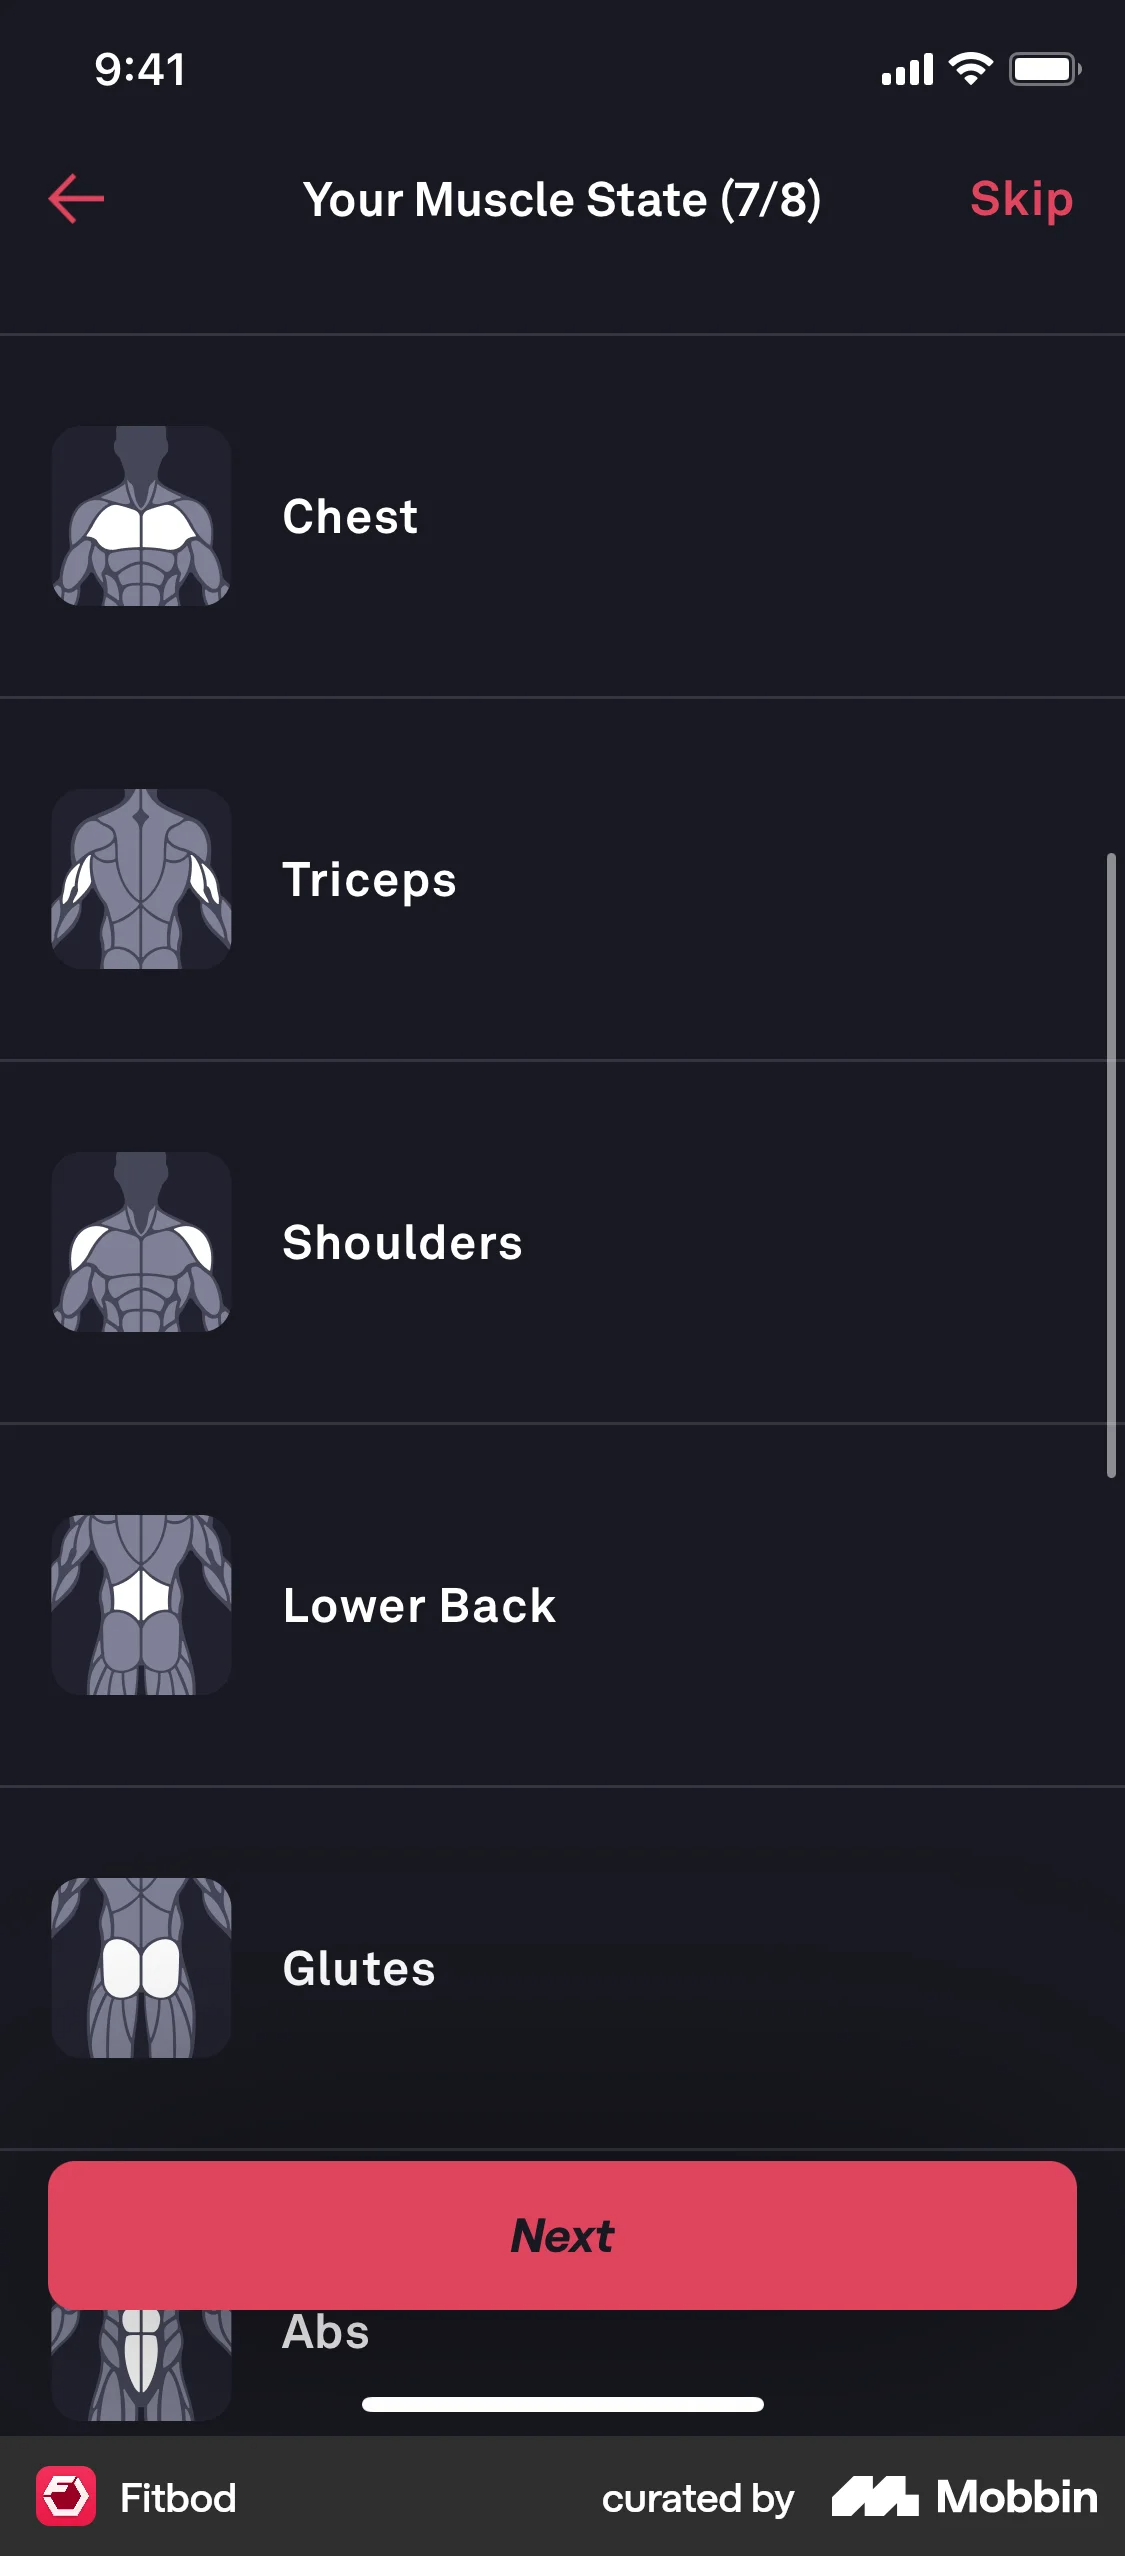 9:41
Your Muscle State (7/8)
Skip
Chest
Triceps
Shoulders
Lower Back
Glutes
Next
Abs
Fitbod
curated by Mobbin